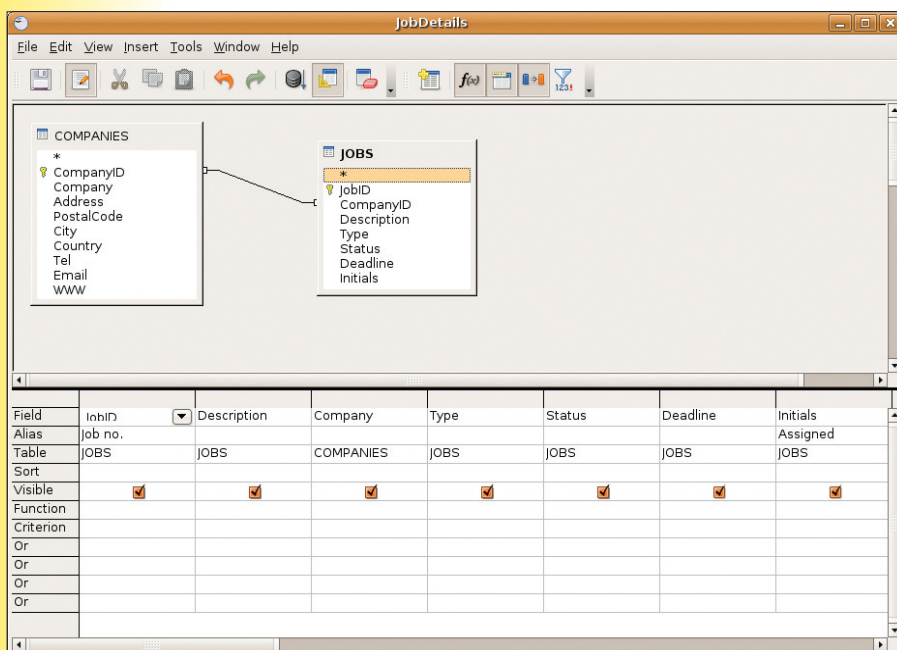 JobDetails
File Edit View Insert Tools Window Help
f(x) 123!
COMPANIES
*
CompanyID
Company
Address
PostalCode
City
Country
Tel
Email
WWW
JOBS
*
JobID
CompanyID
Description
Type
Status
Deadline
Initials
Field JobID Description Company Type Status Deadline Initials
Alias Job no. Assigned
Table JOBS JOBS COMPANIES JOBS JOBS JOBS JOBS
Sort
Visible
Function
Criterion
Or
Or
Or
Or